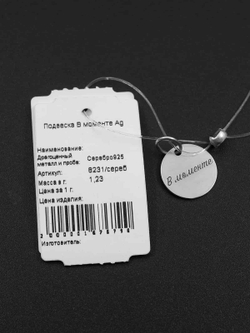 Подвеска В моменте Ag
Наименование:
Драгоценный металл и проба: Серебро925
Артикул: 8231/сереб
Масса в г. 1,23
Цена за 1 г.
Цена изделия:
Изготовитель:
В моменте